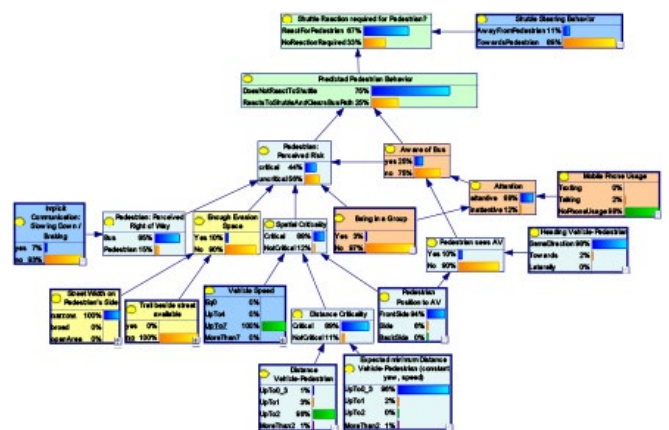 Shuttle Reaction required for Pedestrian?
ReactForPedestrian 67%
NoReactionRequired 33%
Shuttle Steering Behavior
AwayFromPedestrian 11%
TowardsPedestrian 89%
Predicted Pedestrian Behavior
DoesNotReactToShuttle 75%
ReactsToShuttleAndClearsBusPath 25%
Pedestrian:
Perceived Risk
critical 44%
uncritical 56%
Aware of Bus
yes 25%
no 75%
Attention
attentive 88%
inattentive 12%
Mobile Phone Usage
Texting 0%
Talking 2%
NoPhoneUsage 98%
Implicit
Communication:
Slowing Down /
Braking
yes 7%
no 93%
Pedestrian: Perceived
Right of Way
Bus 85%
Pedestrian 15%
Enough Evasion
Space
Yes 10%
No 90%
Spatial Criticality
Critical 88%
NotCritical 12%
Being in a Group
Yes 3%
No 97%
Pedestrian sees AV
Yes 10%
No 90%
Heading Vehicle-Pedestrian
SameDirection 98%
Towards 2%
Laterally 0%
Street Width on
Pedestrian's Side
narrow 100%
broad 0%
openArea 0%
Trail beside street
available
yes 0%
no 100%
Vehicle Speed
Eq0 0%
UpTo4 0%
UpTo7 100%
MoreThan7 0%
Distance Criticality
Critical 89%
NotCritical 11%
Pedestrian
Position to AV
FrontSide 94%
Side 6%
BackSide 0%
Distance
Vehicle-Pedestrian
UpTo0_3 1%
UpTo1 3%
UpTo2 95%
MoreThan2 1%
Expected minimum Distance
Vehicle-Pedestrian (constant
yaw, speed)
UpTo0_3 96%
UpTo1 2%
UpTo2 0%
MoreThan2 1%